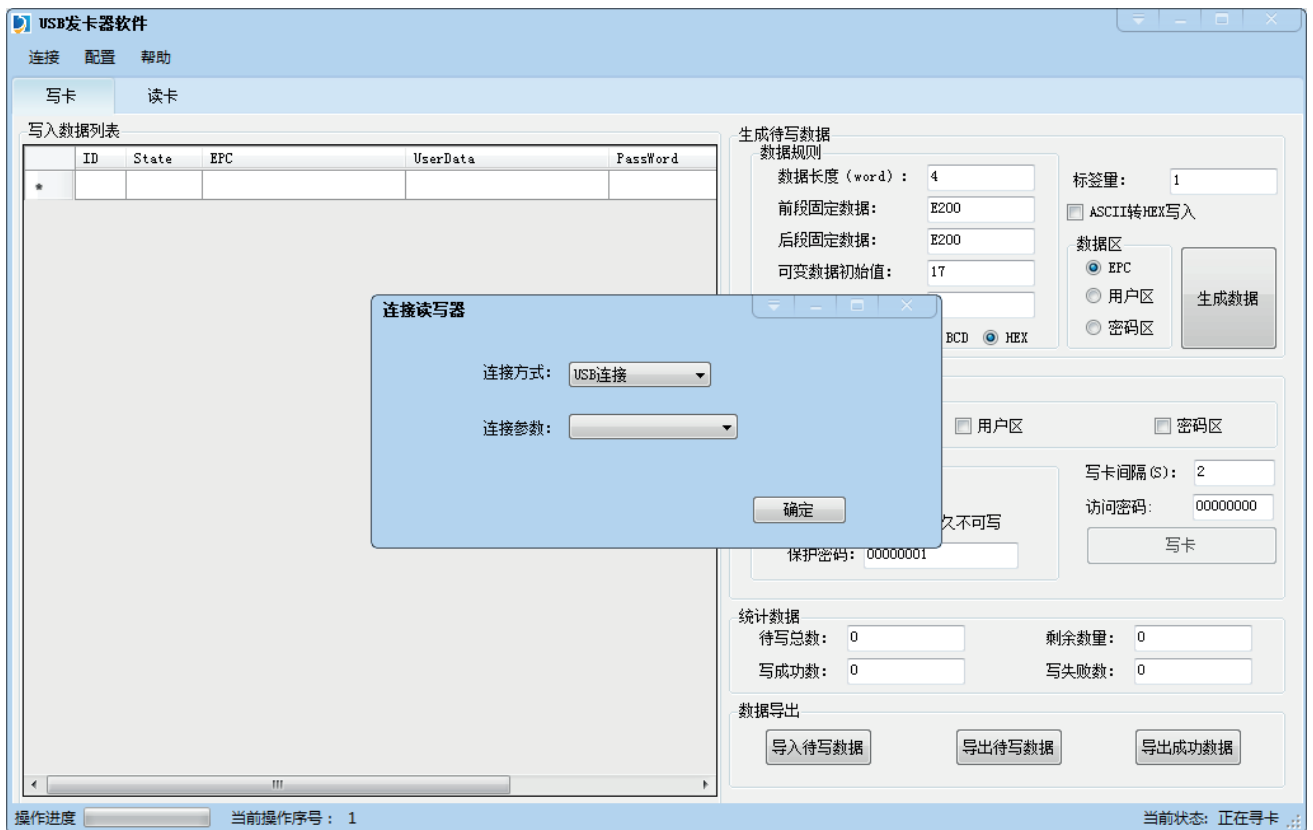 USB发卡器软件
连接 配置 帮助
写卡 读卡
写入数据列表
ID State EPC UserData PassWord
*
生成待写数据
数据规则
数据长度(word): 4
前段固定数据: E200
后段固定数据: E200
可变数据初始值: 17
BCD HEX
标签量: 1
ASCII转HEX写入
数据区
EPC
用户区
密码区
生成数据
连接读写器
连接方式: USB连接
连接参数:
确定
用户区 密码区
久不可写
保护密码: 00000001
写卡间隔(S): 2
访问密码: 00000000
写卡
统计数据
待写总数: 0 剩余数量: 0
写成功数: 0 写失败数: 0
数据导出
导入待写数据 导出待写数据 导出成功数据
操作进度 当前操作序号: 1 当前状态: 正在寻卡